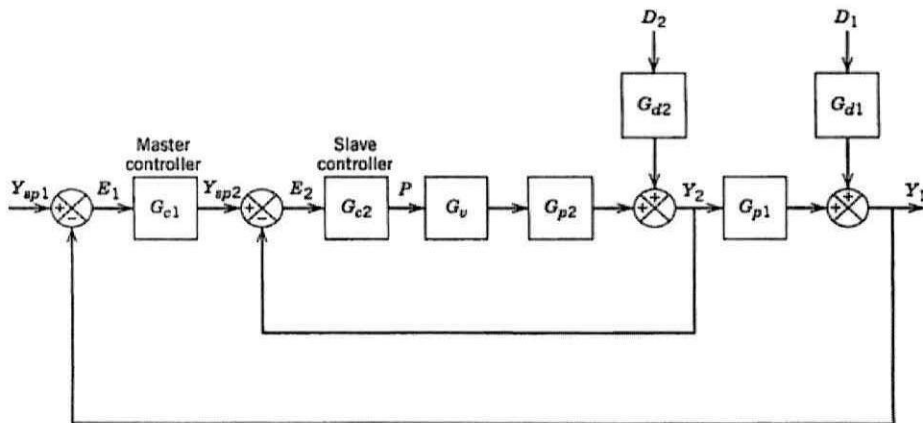 D2 D1
Gd2 Gd1
Master controller
Slave controller
Ysp1 E1 Ysp2 E2 P Y2 Y1
+ − + − + + + +
Gc1 Gc2 Gv Gp2 Gp1